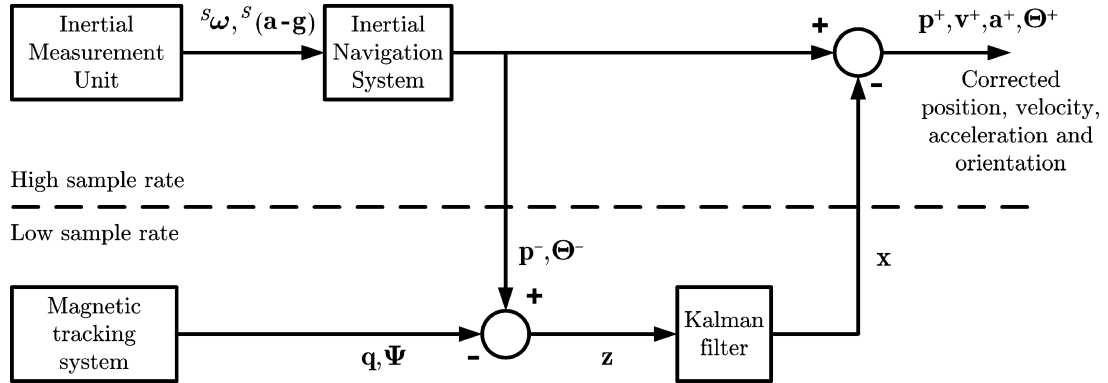 Inertial
Measurement
Unit
ˢω,ˢ(a-g)
Inertial
Navigation
System
+
-
p⁺,v⁺,a⁺,Θ⁺
Corrected
position, velocity,
acceleration and
orientation
High sample rate
Low sample rate
p⁻,Θ⁻
+
-
x
Magnetic
tracking
system
q,Ψ
z
Kalman
filter